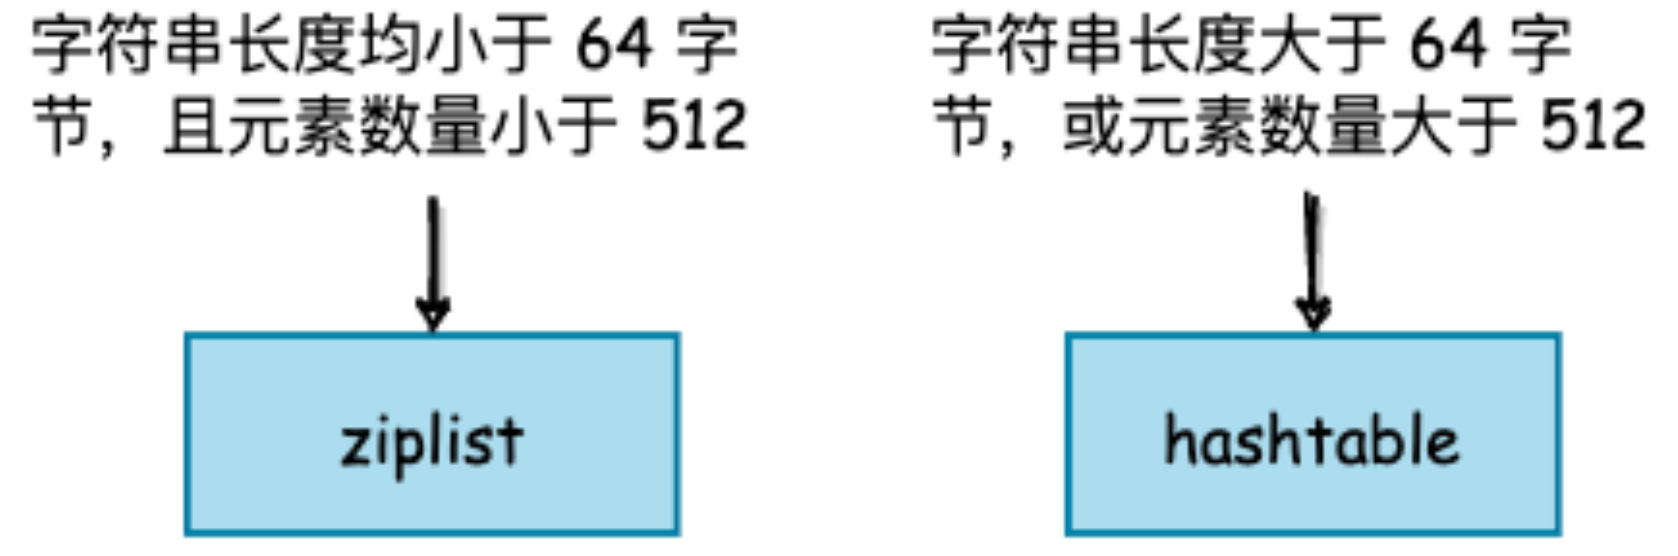 字符串长度均小于 64 字
节，且元素数量小于 512
ziplist
字符串长度大于 64 字
节，或元素数量大于 512
hashtable